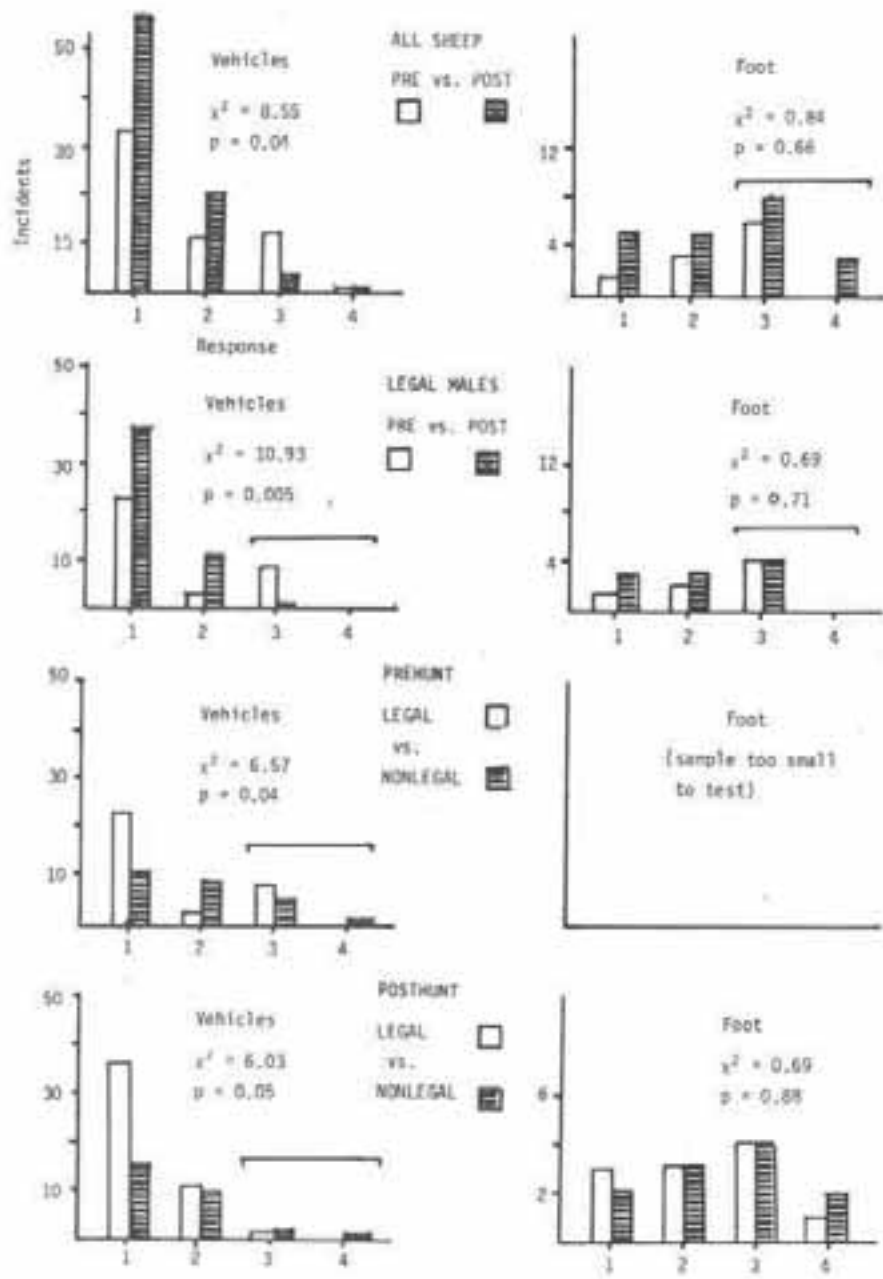 ALL SHEEP
PRE vs. POST
Vehicles
x² = 8.55
p = 0.04
50
30
15
Incidents
1 2 3 4
Response
Foot
x² = 0.84
p = 0.66
12
4
1 2 3 4
LEGAL MALES
PRE vs. POST
Vehicles
x² = 10.93
p = 0.005
50
30
10
1 2 3 4
Foot
x² = 0.69
p = 0.71
12
4
1 2 3 4
PREHUNT
LEGAL
vs.
NONLEGAL
Vehicles
x² = 6.57
p = 0.04
50
30
10
1 2 3 4
Foot
(sample too small
to test)
POSTHUNT
LEGAL
vs.
NONLEGAL
Vehicles
x² = 6.03
p = 0.05
50
30
10
1 2 3 4
Foot
x² = 0.69
p = 0.88
6
2
1 2 3 4